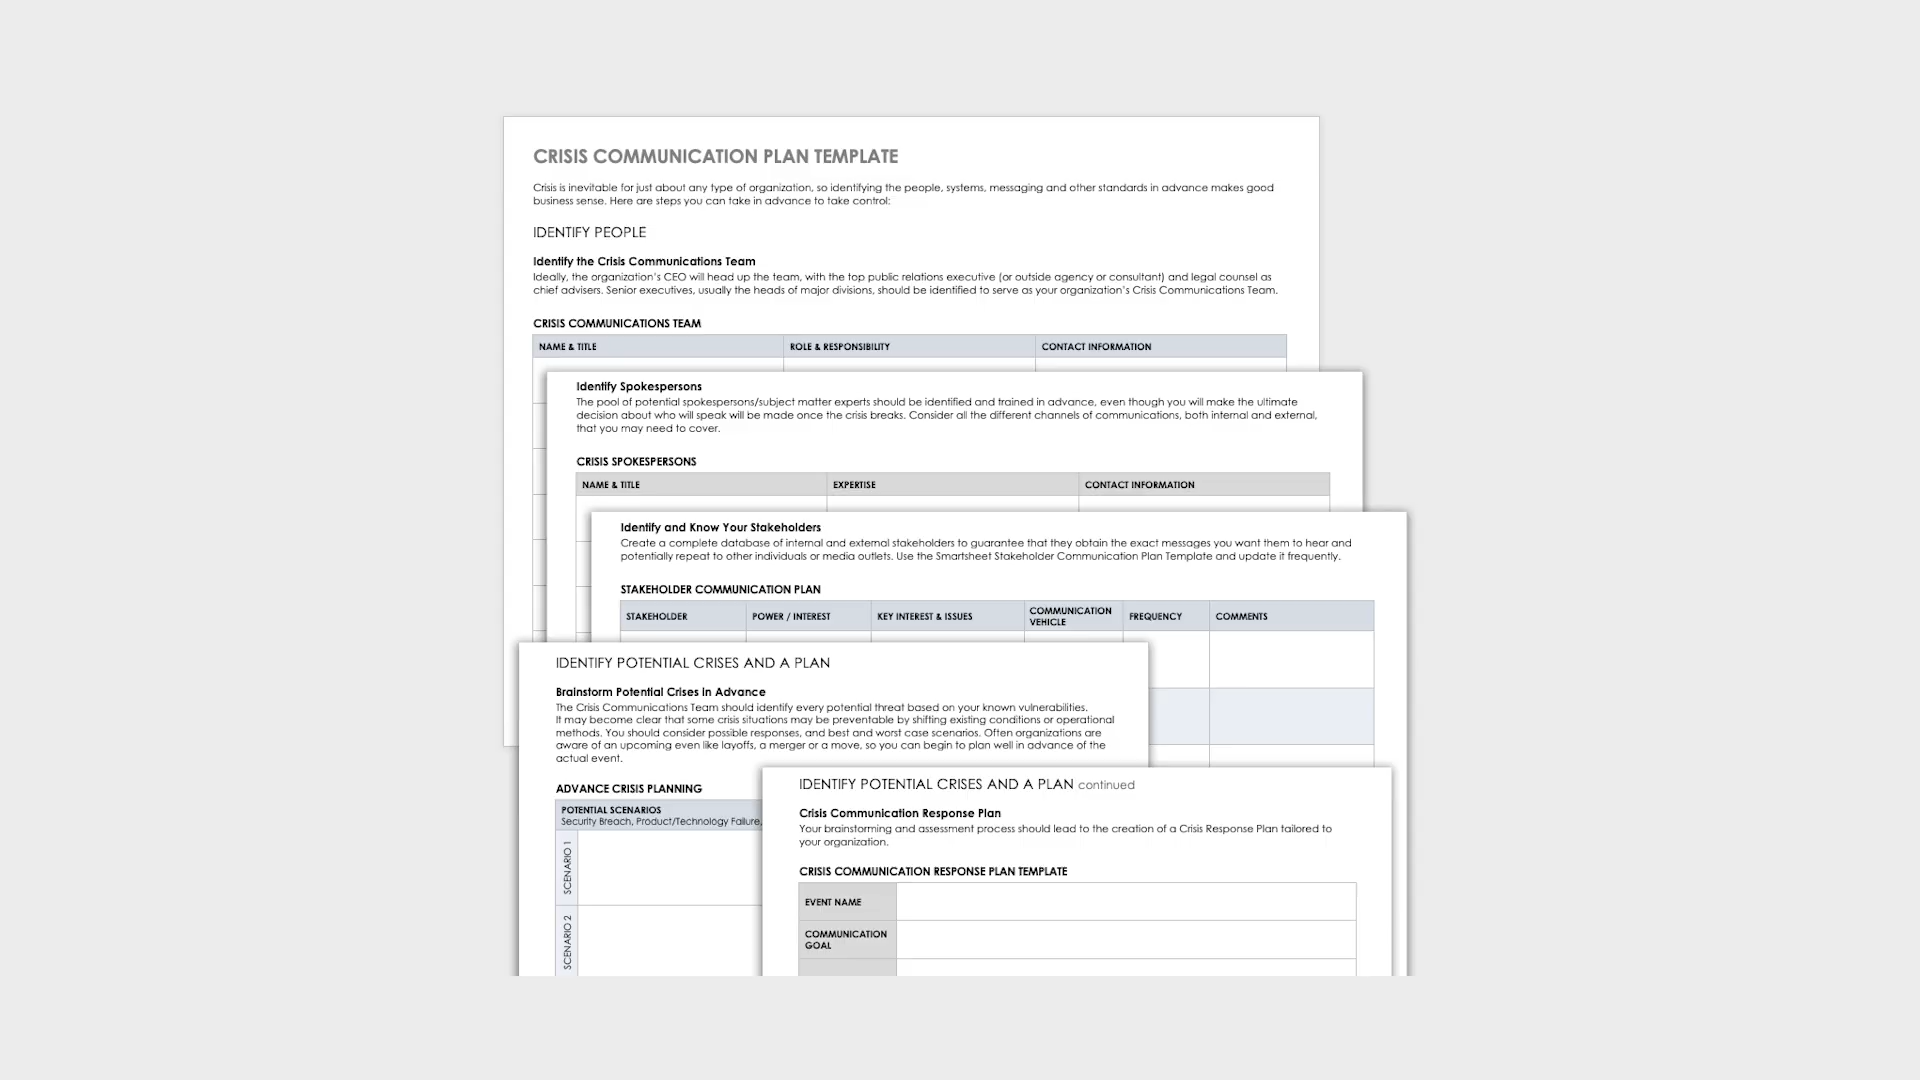 CRISIS COMMUNICATION PLAN TEMPLATE
Crisis is inevitable for just about any type of organization, so identifying the people, systems, messaging and other standards in advance makes good
business sense. Here are steps you can take in advance to take control:
IDENTIFY PEOPLE
Identify the Crisis Communications Team
Ideally, the organization's CEO will head up the team, with the top public relations executive (or outside agency or consultant) and legal counsel as
chief advisers. Senior executives, usually the heads of major divisions, should be identified to serve as your organization's Crisis Communications Team.
CRISIS COMMUNICATIONS TEAM
NAME & TITLE ROLE & RESPONSIBILITY CONTACT INFORMATION
Identify Spokespersons
The pool of potential spokespersons/subject matter experts should be identified and trained in advance, even though you will make the ultimate
decision about who will speak will be made once the crisis breaks. Consider all the different channels of communications, both internal and external,
that you may need to cover.
CRISIS SPOKESPERSONS
NAME & TITLE EXPERTISE CONTACT INFORMATION
Identify and Know Your Stakeholders
Create a complete database of internal and external stakeholders to guarantee that they obtain the exact messages you want them to hear and
potentially repeat to other individuals or media outlets. Use the Smartsheet Stakeholder Communication Plan Template and update it frequently.
STAKEHOLDER COMMUNICATION PLAN
STAKEHOLDER POWER / INTEREST KEY INTEREST & ISSUES COMMUNICATION VEHICLE FREQUENCY COMMENTS
IDENTIFY POTENTIAL CRISES AND A PLAN
Brainstorm Potential Crises in Advance
The Crisis Communications Team should identify every potential threat based on your known vulnerabilities.
It may become clear that some crisis situations may be preventable by shifting existing conditions or operational
methods. You should consider possible responses, and best and worst case scenarios. Often organizations are
aware of an upcoming even like layoffs, a merger or a move, so you can begin to plan well in advance of the
actual event.
ADVANCE CRISIS PLANNING
POTENTIAL SCENARIOS
Security Breach, Product/Technology Failure,
SCENARIO 1
SCENARIO 2
IDENTIFY POTENTIAL CRISES AND A PLAN continued
Crisis Communication Response Plan
Your brainstorming and assessment process should lead to the creation of a Crisis Response Plan tailored to
your organization.
CRISIS COMMUNICATION RESPONSE PLAN TEMPLATE
EVENT NAME
COMMUNICATION
GOAL